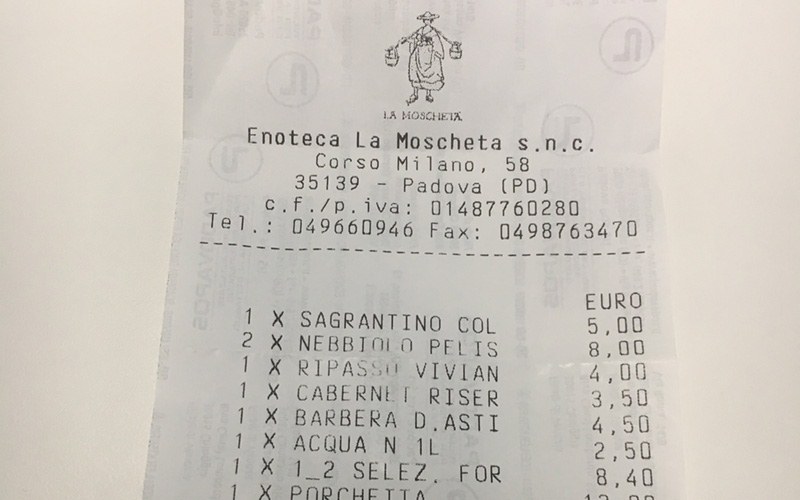 LA MOSCHETA
Enoteca La Moscheta s.n.c.
Corso Milano, 58
35139 - Padova (PD)
c.f./p.iva: 01487760280
Tel.: 049660946 Fax: 0498763470
EURO
1 X SAGRANTINO COL 5,00
2 X NEBBIOLO PELIS 8,00
1 X RIPASSO VIVIAN 4,00
1 X CABERNET RISER 3,50
1 X BARBERA D.ASTI 4,50
1 X ACQUA N 1L 2,50
1 X 1_2 SELEZ. FOR 8,40
1 X PORCHETTA